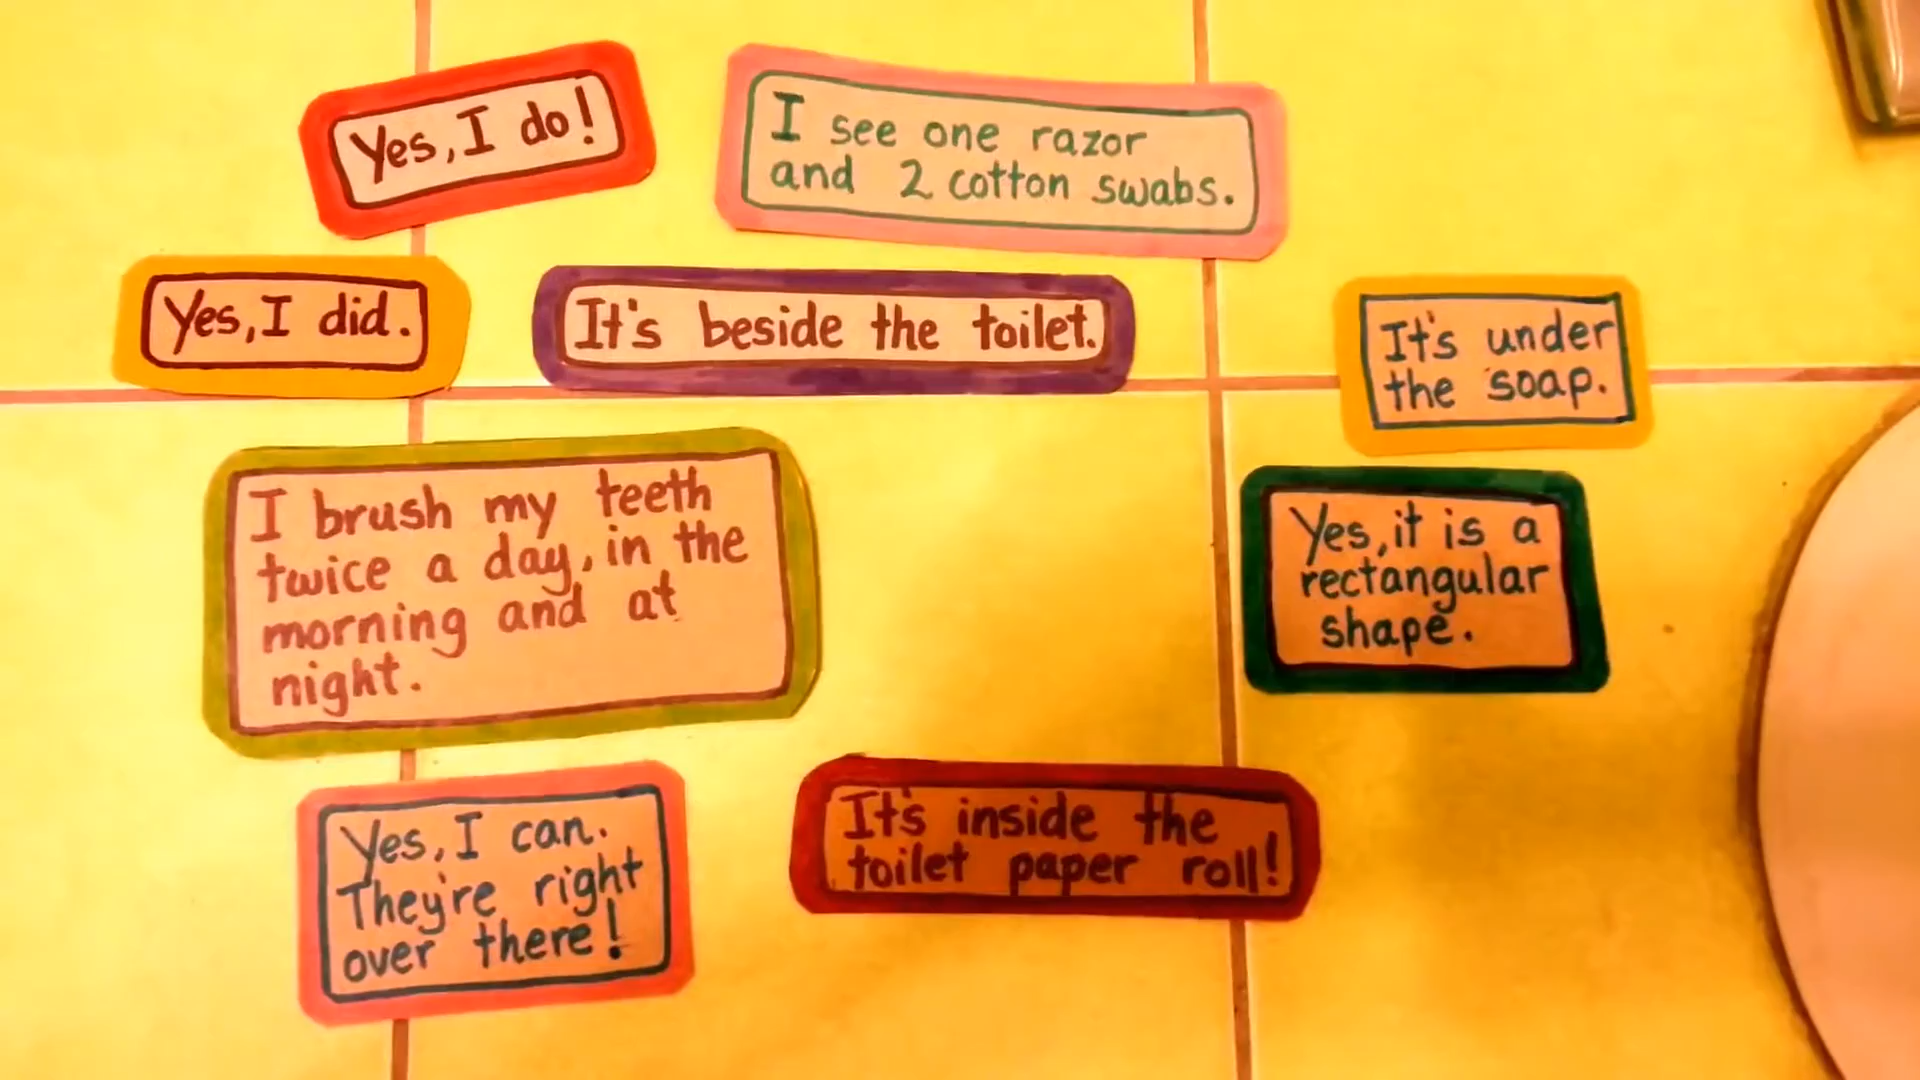 Yes, I do!
I see one razor
and 2 cotton swabs.
Yes, I did.
It's beside the toilet.
It's under
the soap.
I brush my teeth
twice a day, in the
morning and at
night.
Yes, it is a
rectangular
shape.
Yes, I can.
They're right
over there!
It's inside the
toilet paper roll!